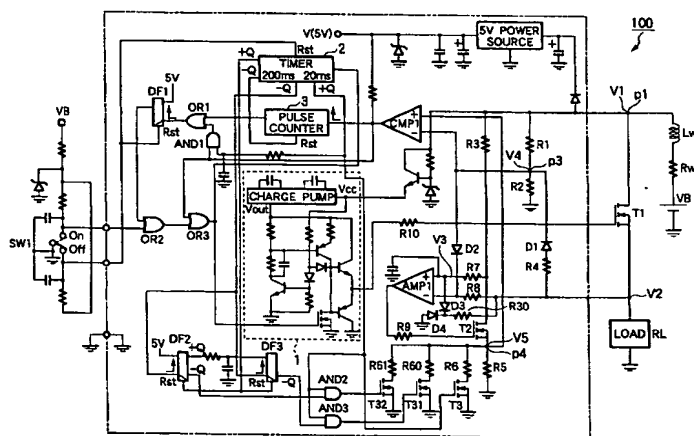 100
V(5V)
5V POWER
SOURCE
+Q
Rst
2
TIMER
200ms 20ms
-Q
-Q
+Q
3
PULSE
COUNTER
Rst
DF1
5V
Rst
OR1
AND1
CMP1
V1 p1
R3
R1
V4
p3
R2
Lw
Rw
VB
VB
SW1
On
Off
OR2
OR3
CHARGE PUMP
Vcc
Vout
R10
T1
D2
D1
R4
V3
R7
R8
AMP1
D3
R30
D4
T2
R9
V2
LOAD RL
V5
p4
R5
1
DF2
5V
+Q
-Q
Rst
DF3
Rst
-Q
AND2
AND3
R61
R60
R6
T32
T31
T3